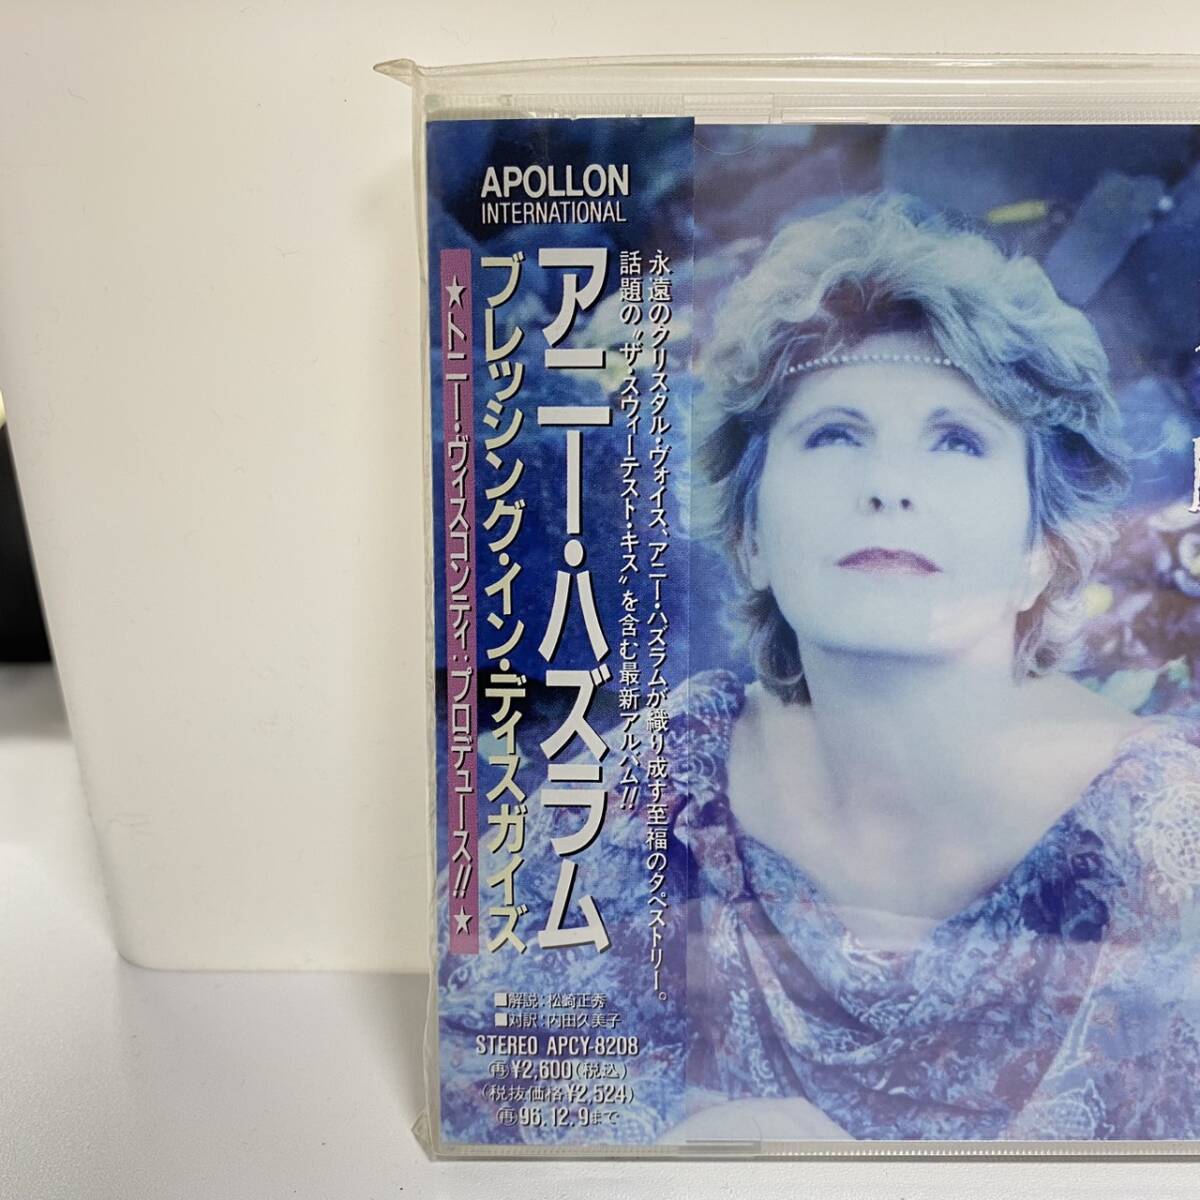 APOLLON
INTERNATIONAL
永遠のクリスタル・ヴォイス、アニー・ハズラムが織り成す至福のタペストリー。
話題の“ザ・スウィーテスト・キス”を含む最新アルバム!!
アニー・ハズラム
ブレッシング・イン・ディスガイズ
★トニー・ヴィスコンティ:プロデュース!!★
■解説:松崎正秀
■対訳:内田久美子
STEREO APCY-8208
再¥2,600(税込)
(税抜価格¥2,524)
再96.12.9まで